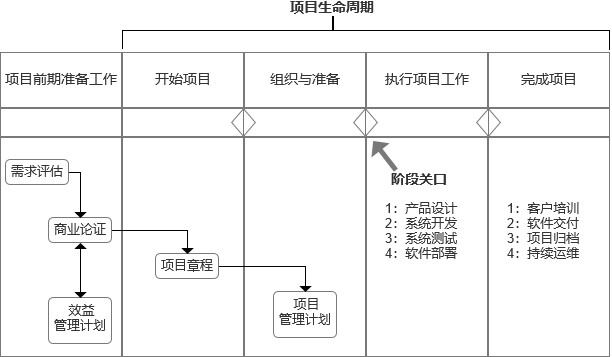 项目生命周期
项目前期准备工作
开始项目
组织与准备
执行项目工作
完成项目
需求评估
商业论证
效益
管理计划
项目章程
项目
管理计划
阶段关口
1：产品设计
2：系统开发
3：系统测试
4：软件部署
1：客户培训
2：软件交付
3：项目归档
4：持续运维